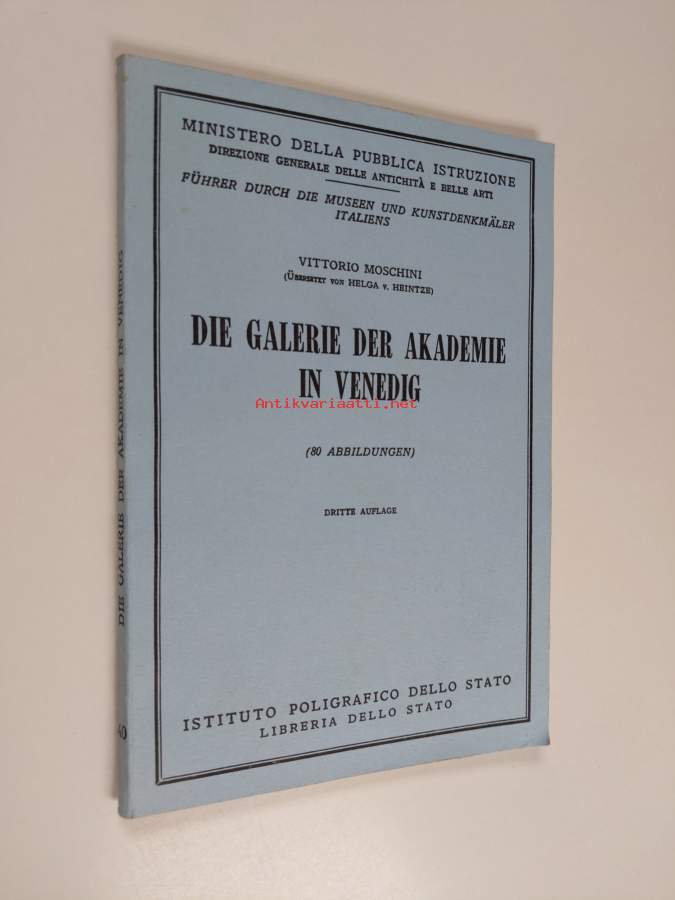 MINISTERO DELLA PUBBLICA ISTRUZIONE
DIREZIONE GENERALE DELLE ANTICHITÀ E BELLE ARTI
FÜHRER DURCH DIE MUSEEN UND KUNSTDENKMÄLER
ITALIENS
VITTORIO MOSCHINI
(ÜBERSETET VON HELGA v. HEINTZE)
DIE GALERIE DER AKADEMIE
IN VENEDIG
Antikvariaatti.net
(80 ABBILDUNGEN)
DRITTE AUFLAGE
ISTITUTO POLIGRAFICO DELLO STATO
LIBRERIA DELLO STATO
DIE GALERIE DER AKADEMIE IN VENEDIG